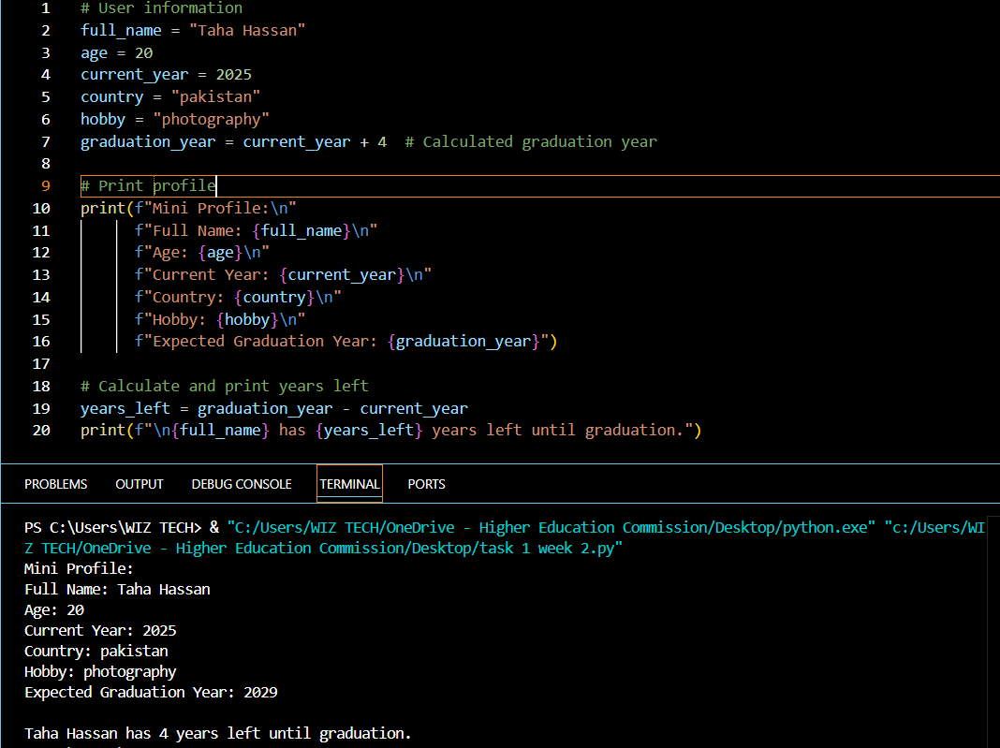 1 # User information
2 full_name = "Taha Hassan"
3 age = 20
4 current_year = 2025
5 country = "pakistan"
6 hobby = "photography"
7 graduation_year = current_year + 4  # Calculated graduation year
8
9 # Print profile
10 print(f"Mini Profile:\n"
11       f"Full Name: {full_name}\n"
12       f"Age: {age}\n"
13       f"Current Year: {current_year}\n"
14       f"Country: {country}\n"
15       f"Hobby: {hobby}\n"
16       f"Expected Graduation Year: {graduation_year}")
17
18 # Calculate and print years left
19 years_left = graduation_year - current_year
20 print(f"\n{full_name} has {years_left} years left until graduation.")
PROBLEMS OUTPUT DEBUG CONSOLE TERMINAL PORTS
PS C:\Users\WIZ TECH> & "C:/Users/WIZ TECH/OneDrive - Higher Education Commission/Desktop/python.exe" "c:/Users/WI
Z TECH/OneDrive - Higher Education Commission/Desktop/task 1 week 2.py"
Mini Profile:
Full Name: Taha Hassan
Age: 20
Current Year: 2025
Country: pakistan
Hobby: photography
Expected Graduation Year: 2029

Taha Hassan has 4 years left until graduation.